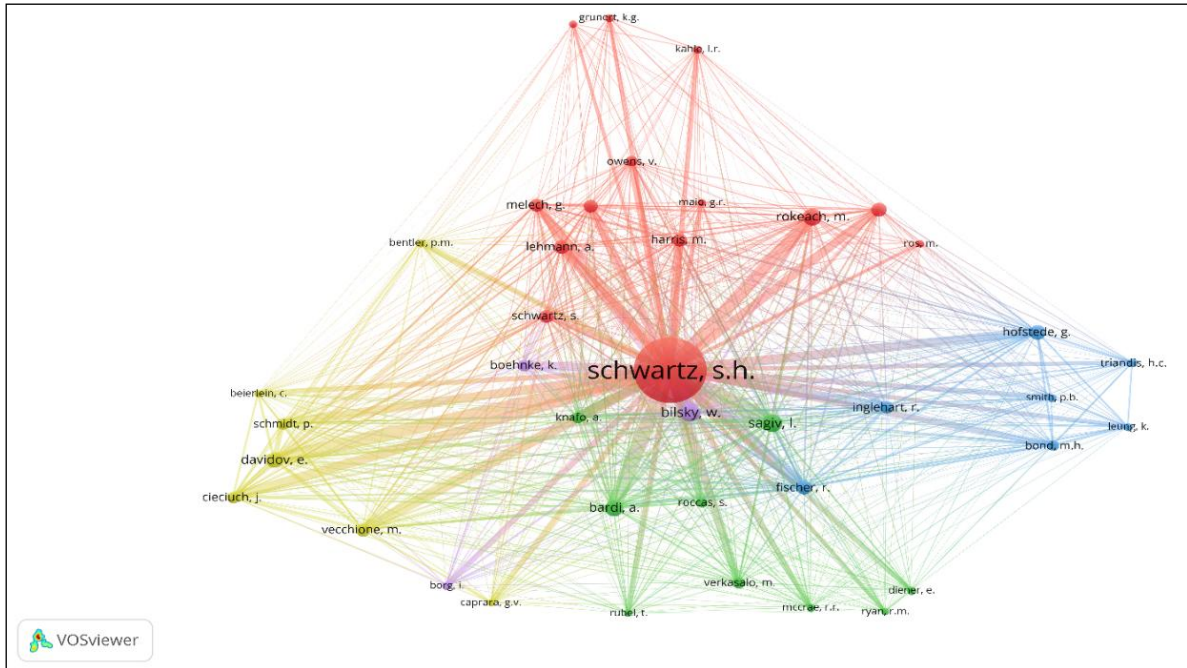 grunert, k.g.
kahle, l.r.
owens, v.
melech, g.
maio, g.r.
rokeach, m.
bentler, p.m.
lehmann, a.
harris, m.
ros, m.
schwartz, s.
hofstede, g.
boehnke, k.
schwartz, s.h.
triandis, h.c.
beierlein, c.
smith, p.b.
bilsky, w.
inglehart, r.
knafo, a.
sagiv, l.
schmidt, p.
leung, k.
bond, m.h.
davidov, e.
fischer, r.
cieciuch, j.
roccas, s.
bardi, a.
vecchione, m.
borg, i.
verkasalo, m.
diener, e.
caprara, g.v.
rubel, t.
mccrae, r.r.
ryan, r.m.
VOSviewer